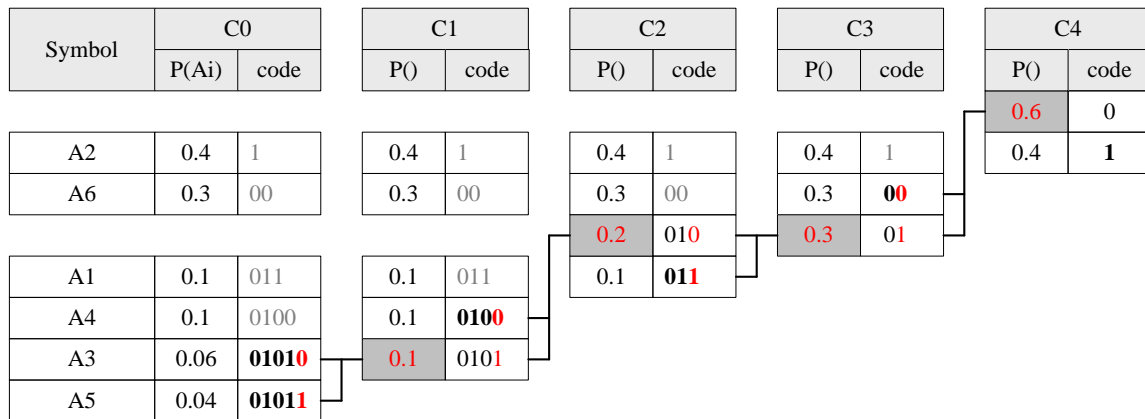 Symbol C0 C1 C2 C3 C4
P(Ai) code P() code P() code P() code P() code
0.6 0
A2 0.4 1 0.4 1 0.4 1 0.4 1 0.4 1
A6 0.3 00 0.3 00 0.3 00 0.3 00
0.2 010 0.3 01
A1 0.1 011 0.1 011 0.1 011
A4 0.1 0100 0.1 0100
A3 0.06 01010 0.1 0101
A5 0.04 01011